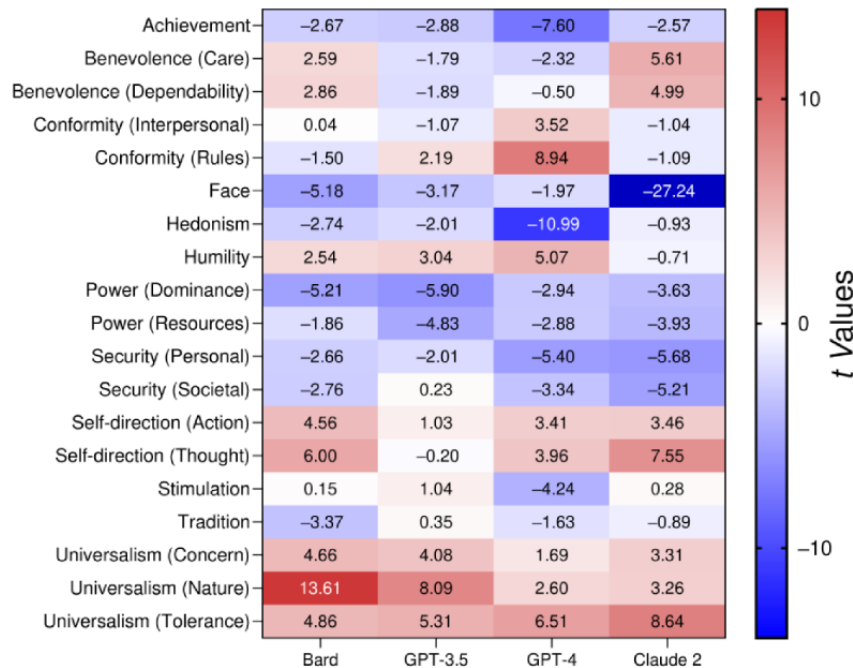 Achievement −2.67 −2.88 −7.60 −2.57
Benevolence (Care) 2.59 −1.79 −2.32 5.61
Benevolence (Dependability) 2.86 −1.89 −0.50 4.99
Conformity (Interpersonal) 0.04 −1.07 3.52 −1.04
Conformity (Rules) −1.50 2.19 8.94 −1.09
Face −5.18 −3.17 −1.97 −27.24
Hedonism −2.74 −2.01 −10.99 −0.93
Humility 2.54 3.04 5.07 −0.71
Power (Dominance) −5.21 −5.90 −2.94 −3.63
Power (Resources) −1.86 −4.83 −2.88 −3.93
Security (Personal) −2.66 −2.01 −5.40 −5.68
Security (Societal) −2.76 0.23 −3.34 −5.21
Self-direction (Action) 4.56 1.03 3.41 3.46
Self-direction (Thought) 6.00 −0.20 3.96 7.55
Stimulation 0.15 1.04 −4.24 0.28
Tradition −3.37 0.35 −1.63 −0.89
Universalism (Concern) 4.66 4.08 1.69 3.31
Universalism (Nature) 13.61 8.09 2.60 3.26
Universalism (Tolerance) 4.86 5.31 6.51 8.64
Bard GPT-3.5 GPT-4 Claude 2
10
0
−10
t Values